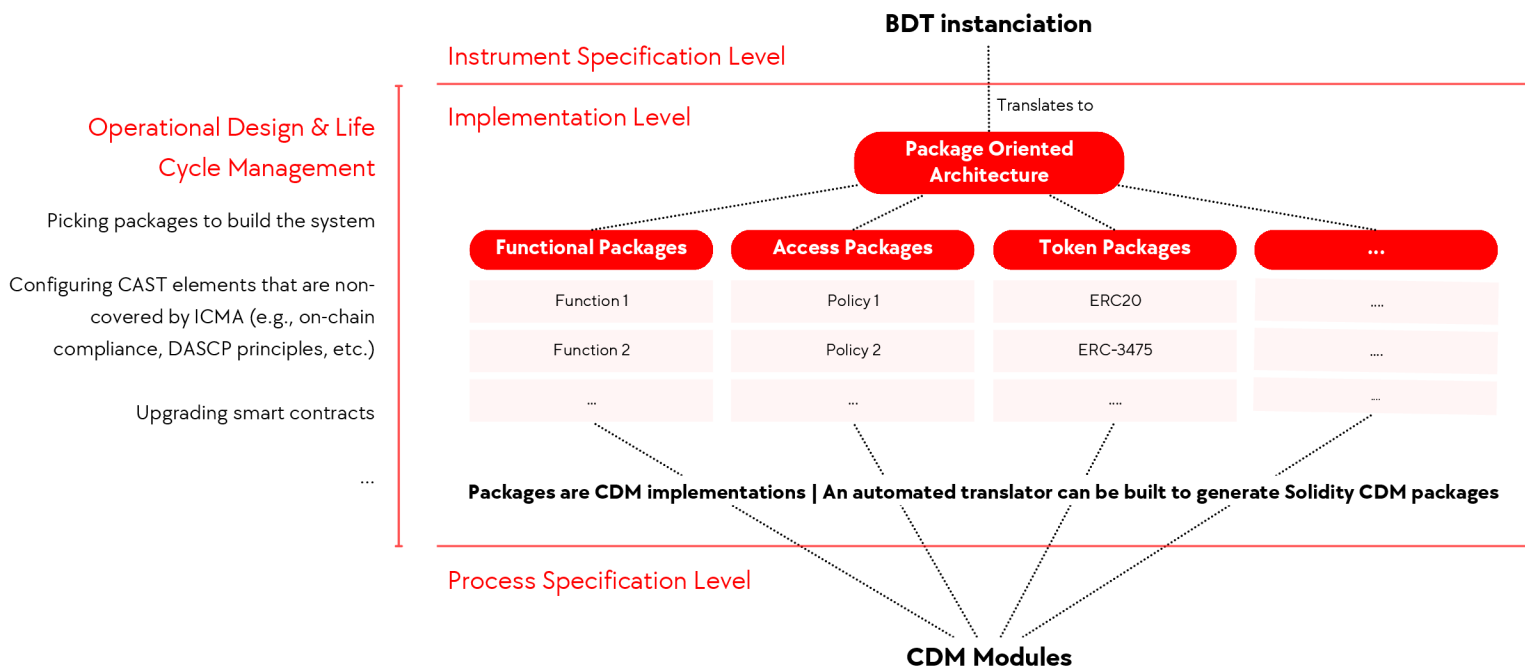 BDT instanciation
Instrument Specification Level
Translates to
Implementation Level
Operational Design & Life
Cycle Management
Picking packages to build the system
Configuring CAST elements that are non-
covered by ICMA (e.g., on-chain
compliance, DASCP principles, etc.)
Upgrading smart contracts
...
Package Oriented
Architecture
Functional Packages
Access Packages
Token Packages
...
Function 1
Policy 1
ERC20
....
Function 2
Policy 2
ERC-3475
....
...
...
....
....
Packages are CDM implementations | An automated translator can be built to generate Solidity CDM packages
Process Specification Level
CDM Modules